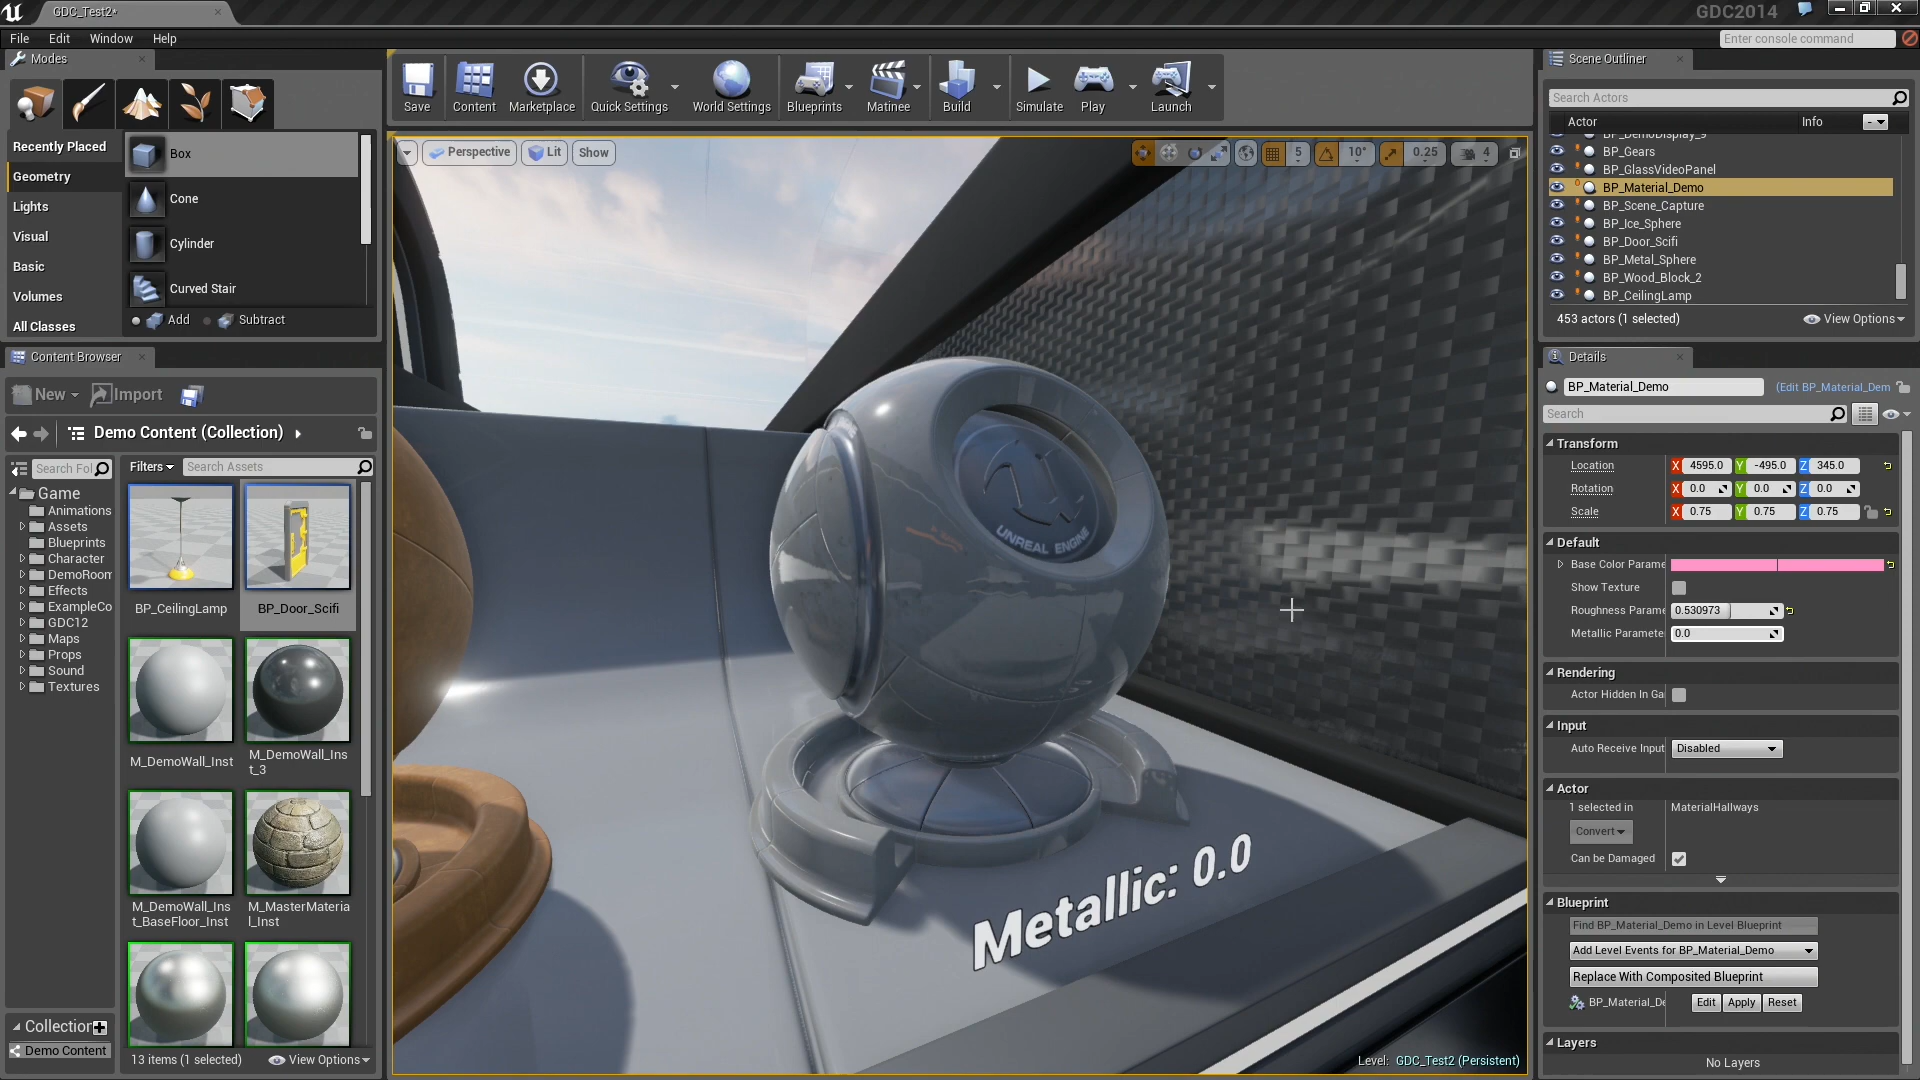 GDC_Test2*
GDC2014
File Edit Window Help
Enter console command
Modes
Recently Placed
Geometry
Lights
Visual
Basic
Volumes
All Classes
Box
Cone
Cylinder
Curved Stair
Add Subtract
Save
Content
Marketplace
Quick Settings
World Settings
Blueprints
Matinee
Build
Simulate
Play
Launch
Perspective Lit Show
5 10° 0.25 4
UNREAL ENGINE
Metallic: 0.0
Level: GDC_Test2 (Persistent)
Content Browser
New Import
Demo Content (Collection)
Search Fol
Filters Search Assets
Game
Animations
Assets
Blueprints
Character
DemoRoom
Effects
ExampleCo
GDC12
Maps
Props
Sound
Textures
BP_CeilingLamp
BP_Door_Scifi
M_DemoWall_Inst
M_DemoWall_Ins
t_3
M_DemoWall_Ins
t_BaseFloor_Inst
M_MasterMateria
l_Inst
Collection
Demo Content
13 items (1 selected) View Options
Scene Outliner
Search Actors
Actor Info
BP_DemoDisplay_9
BP_Gears
BP_GlassVideoPanel
BP_Material_Demo
BP_Scene_Capture
BP_Ice_Sphere
BP_Door_Scifi
BP_Metal_Sphere
BP_Wood_Block_2
BP_CeilingLamp
453 actors (1 selected) View Options
Details
BP_Material_Demo (Edit BP_Material_Dem
Search
Transform
Location X 4595.0 Y -495.0 Z 345.0
Rotation X 0.0 Y 0.0 Z 0.0
Scale X 0.75 Y 0.75 Z 0.75
Default
Base Color Parame
Show Texture
Roughness Parame 0.530973
Metallic Paramete 0.0
Rendering
Actor Hidden In Ga
Input
Auto Receive Input Disabled
Actor
1 selected in MaterialHallways
Convert
Can be Damaged
Blueprint
Find BP_Material_Demo in Level Blueprint
Add Level Events for BP_Material_Demo
Replace With Composited Blueprint
BP_Material_De Edit Apply Reset
Layers
No Layers